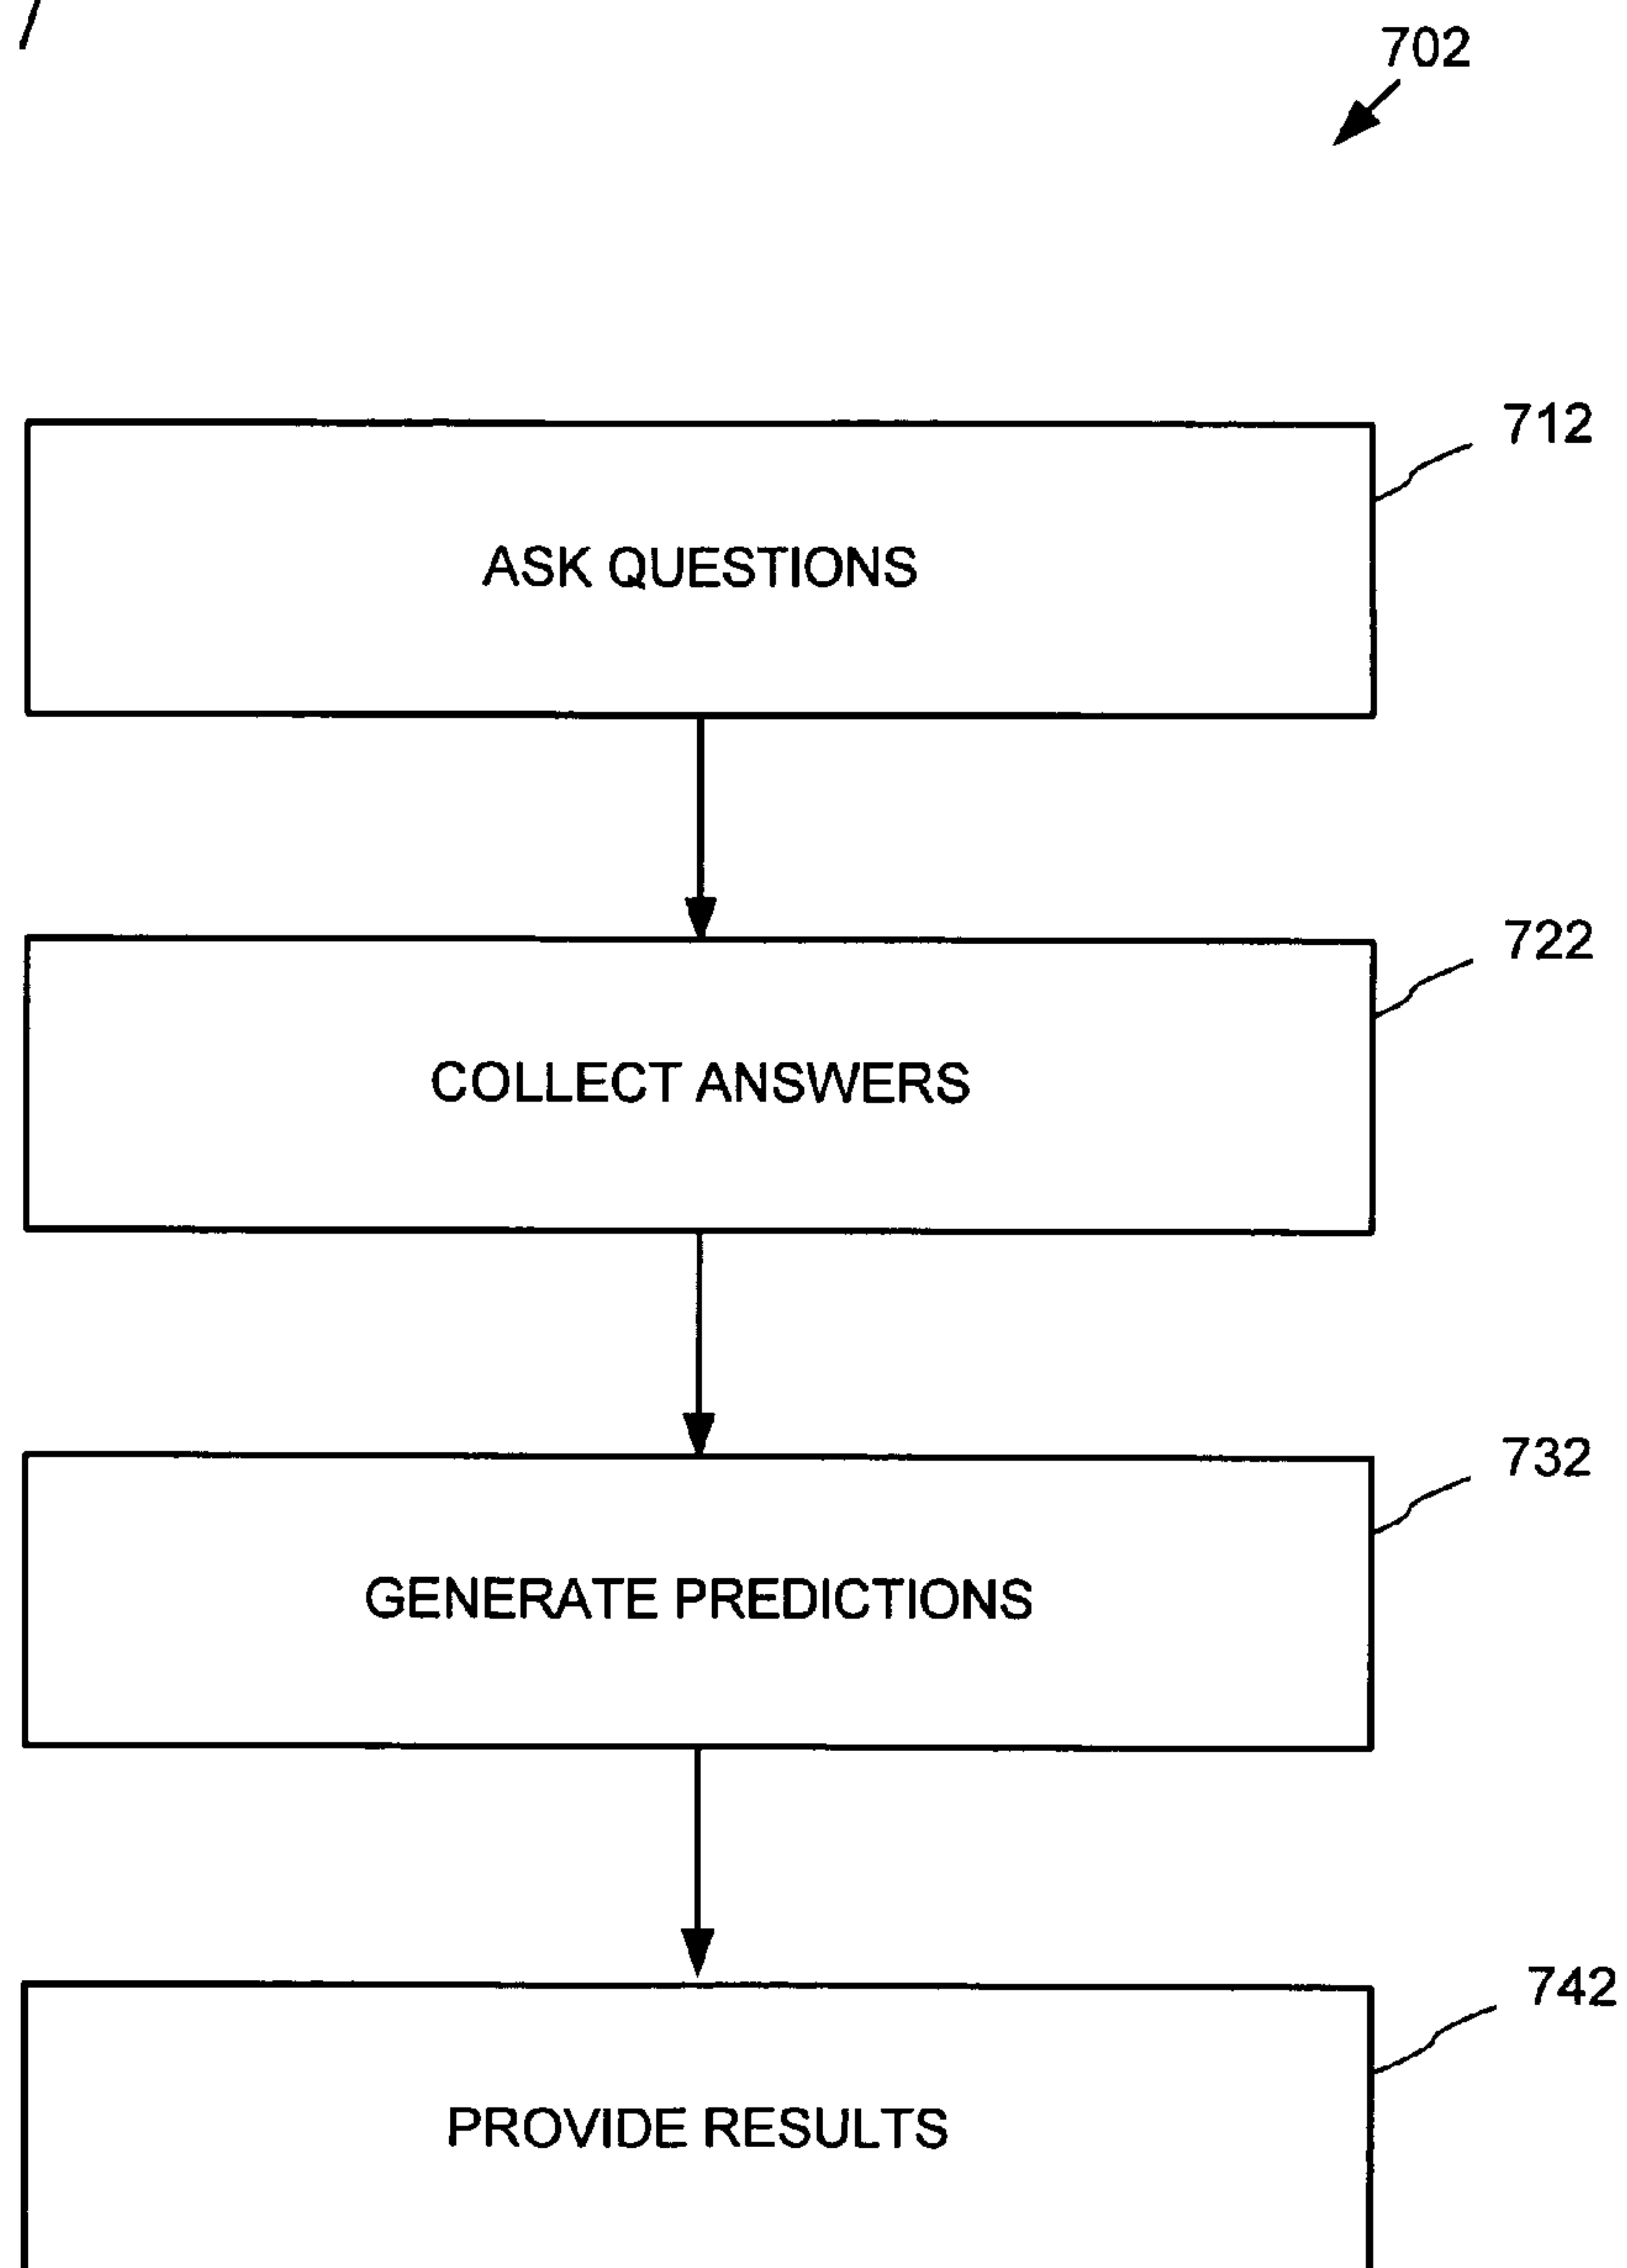 702
712
ASK QUESTIONS
722
COLLECT ANSWERS
732
GENERATE PREDICTIONS
742
PROVIDE RESULTS